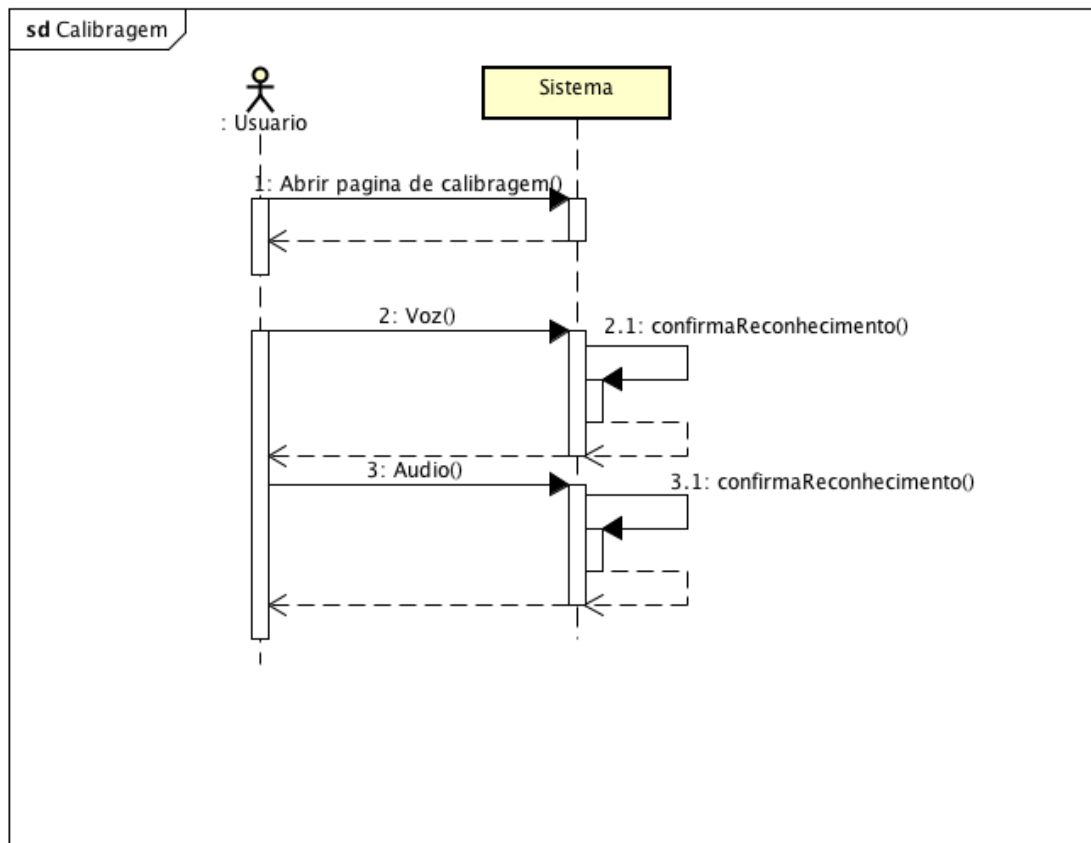 sd Calibragem
Sistema
: Usuario
1: Abrir pagina de calibragem()
2: Voz()
2.1: confirmaReconhecimento()
3: Audio()
3.1: confirmaReconhecimento()